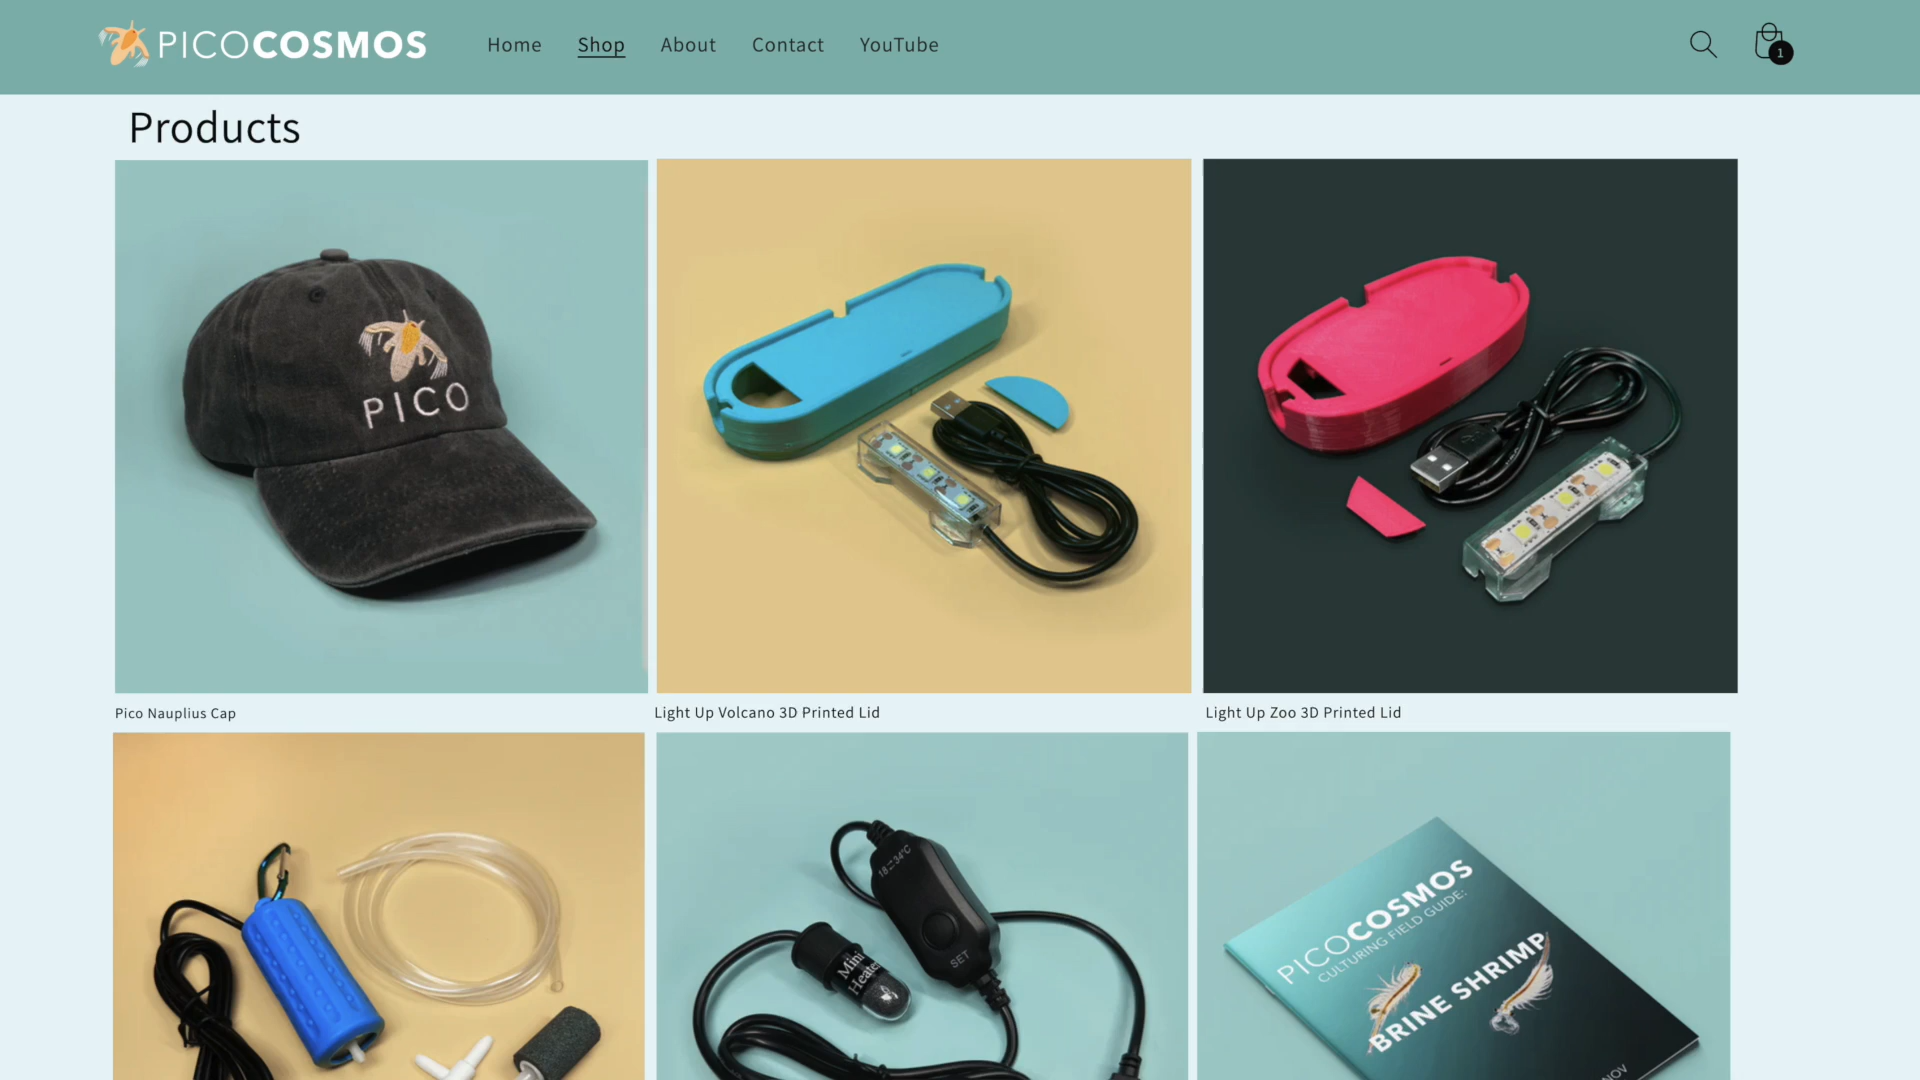 PICOCOSMOS
Home
Shop
About
Contact
YouTube
1
Products
PICO
Pico Nauplius Cap
Light Up Volcano 3D Printed Lid
Light Up Zoo 3D Printed Lid
SET
Mini
Heater
PICOCOSMOS
CULTURING FIELD GUIDE:
BRINE SHRIMP